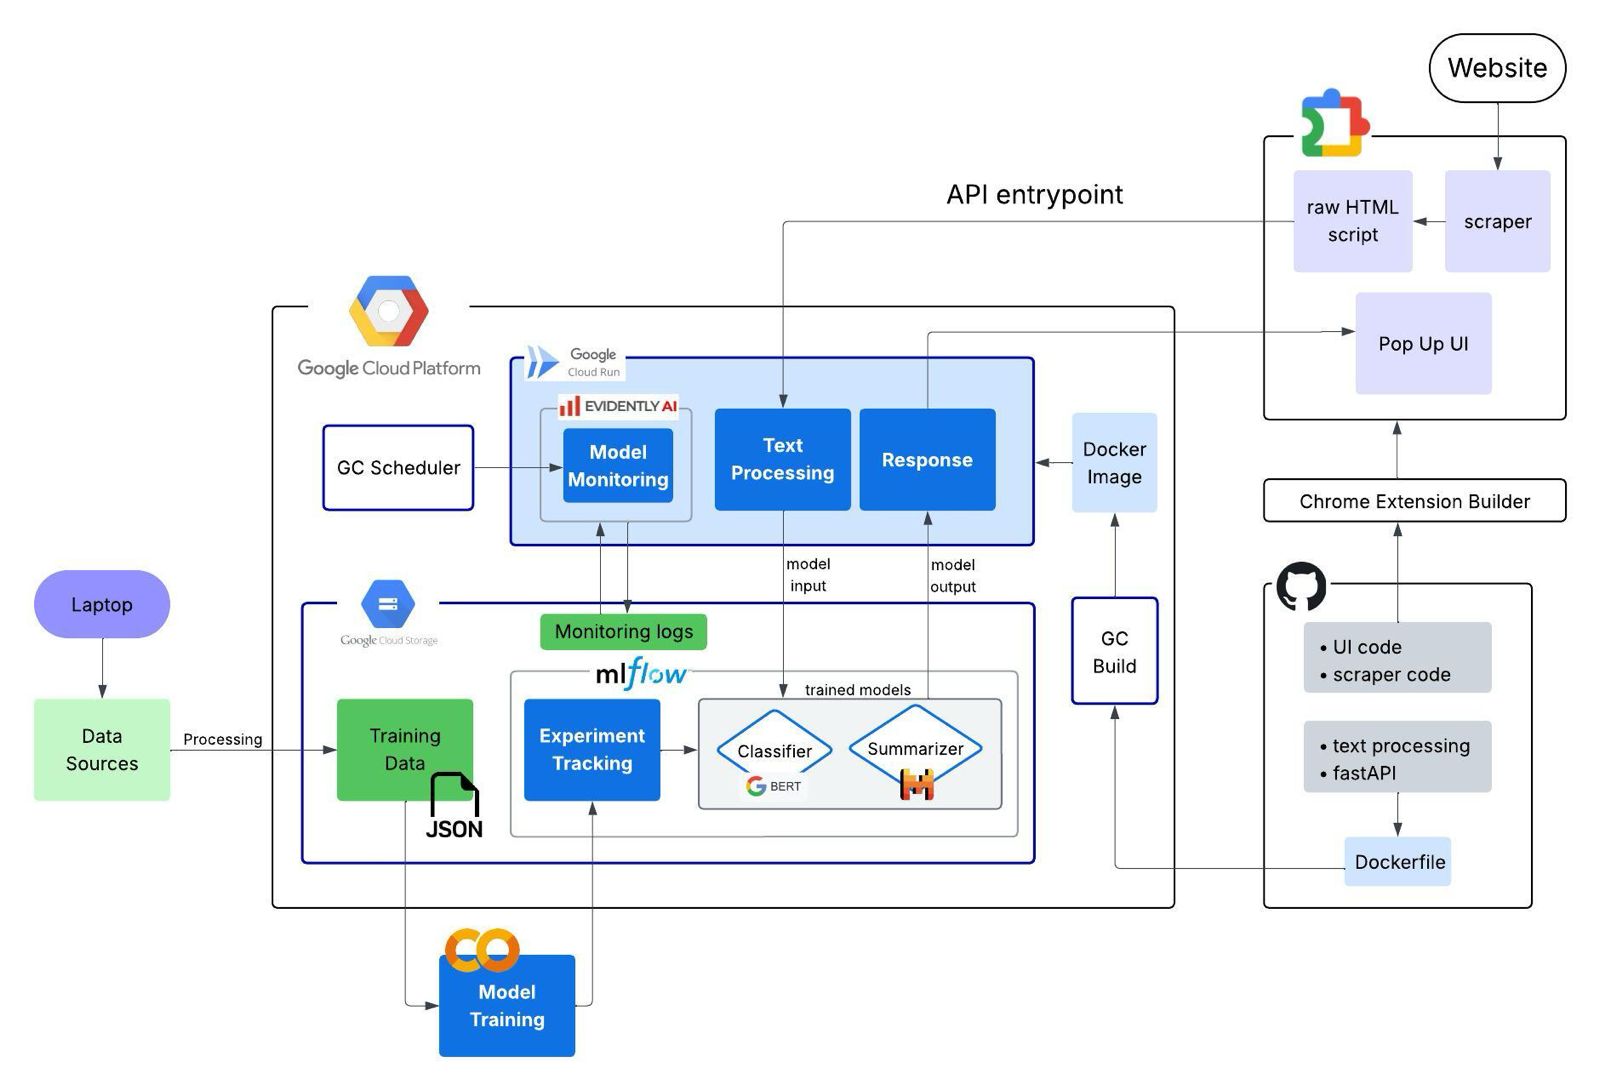 Website
API entrypoint
raw HTML
script
scraper
Pop Up UI
Google Cloud Platform
Google
Cloud Run
EVIDENTLY AI
GC Scheduler
Model
Monitoring
Text
Processing
Response
Docker
Image
Chrome Extension Builder
model
input
model
output
Laptop
Google Cloud Storage
Monitoring logs
GC
Build
• UI code
• scraper code
mlflow
trained models
Data
Sources
Processing
Training
Data
JSON
Experiment
Tracking
Classifier
BERT
Summarizer
• text processing
• fastAPI
Dockerfile
Model
Training